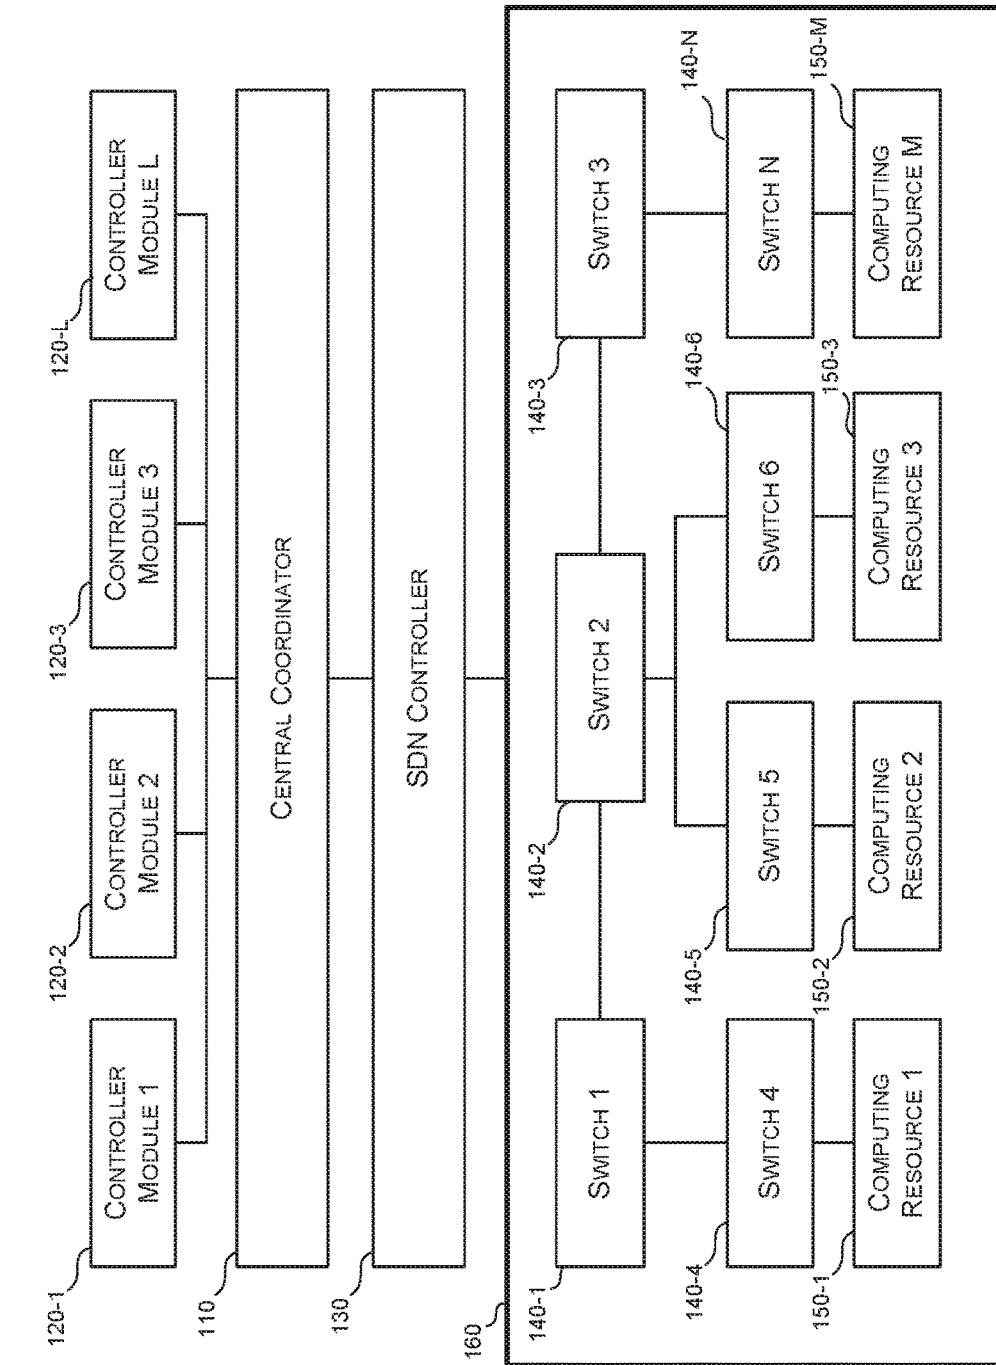 120-1
CONTROLLER
MODULE 1
120-2
CONTROLLER
MODULE 2
120-3
CONTROLLER
MODULE 3
120-L
CONTROLLER
MODULE L
110
CENTRAL COORDINATOR
130
SDN CONTROLLER
160
140-1
SWITCH 1
140-2
SWITCH 2
140-3
SWITCH 3
140-4
SWITCH 4
140-5
SWITCH 5
140-6
SWITCH 6
140-N
SWITCH N
150-1
COMPUTING
RESOURCE 1
150-2
COMPUTING
RESOURCE 2
150-3
COMPUTING
RESOURCE 3
150-M
COMPUTING
RESOURCE M